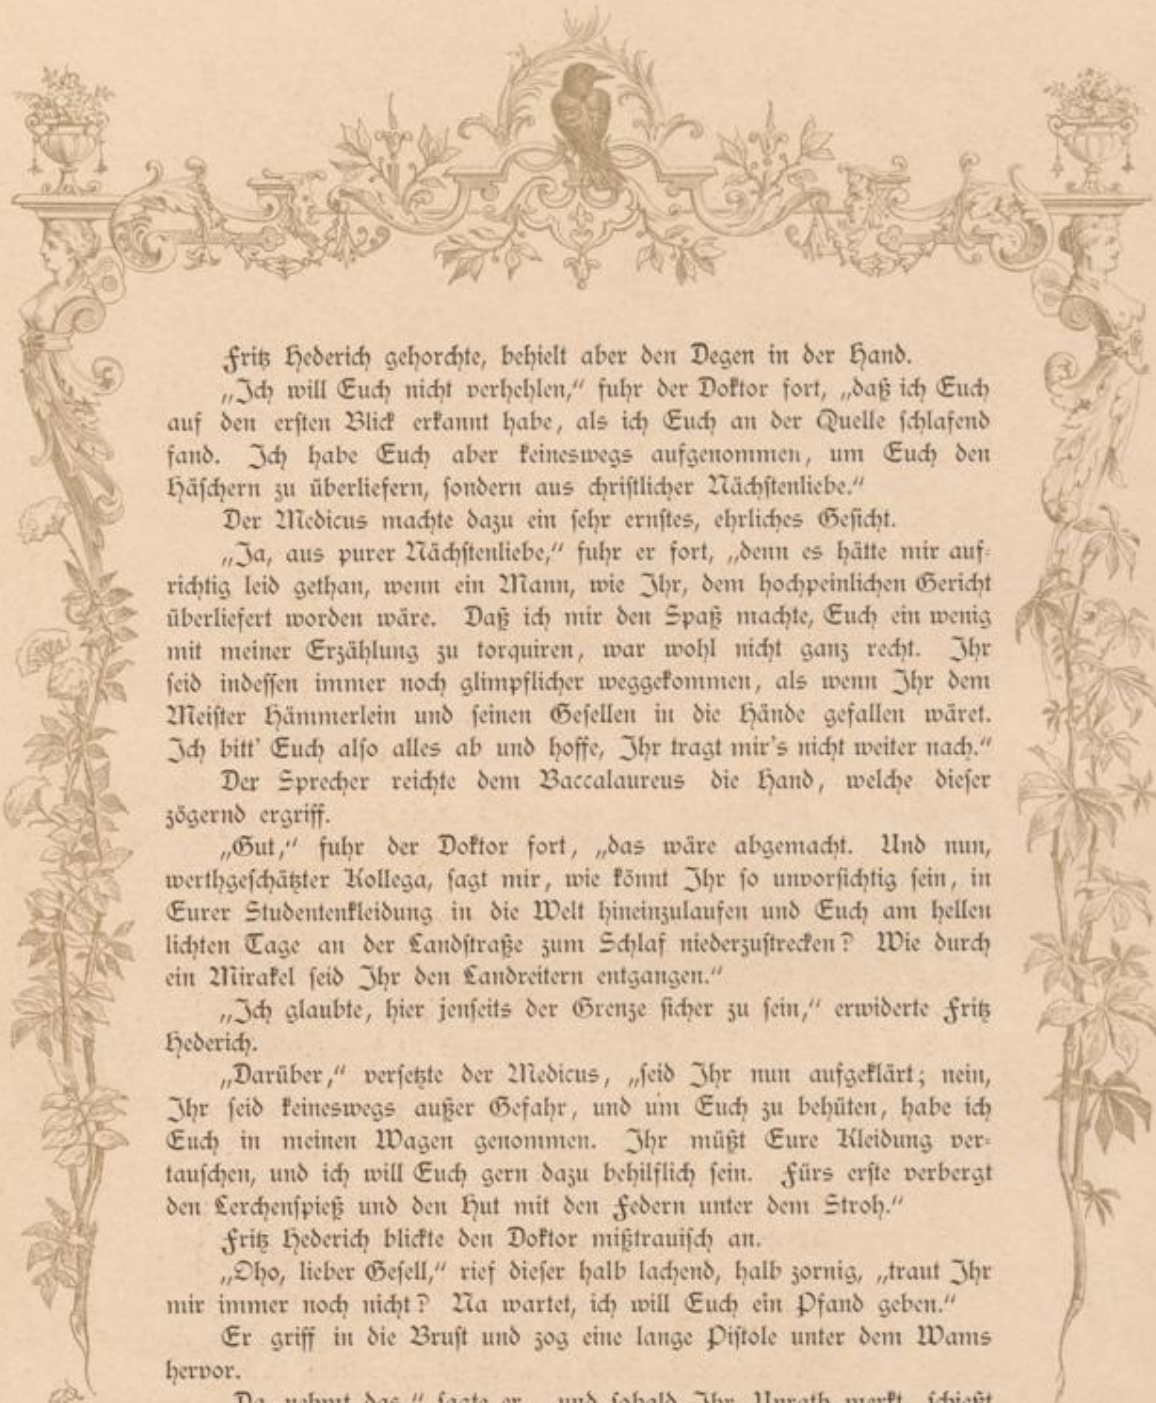 Fritz Hederich gehorchte, behielt aber den Degen in der Hand.
„Ich will Euch nicht verhehlen,“ fuhr der Doktor fort, „daß ich Euch
auf den ersten Blick erkannt habe, als ich Euch an der Quelle schlafend
fand. Ich habe Euch aber keineswegs aufgenommen, um Euch den
Häschern zu überliefern, sondern aus christlicher Nächstenliebe.“
Der Medicus machte dazu ein sehr ernstes, ehrliches Gesicht.
„Ja, aus purer Nächstenliebe,“ fuhr er fort, „denn es hätte mir auf-
richtig leid gethan, wenn ein Mann, wie Ihr, dem hochpeinlichen Gericht
überliefert worden wäre. Daß ich mir den Spaß machte, Euch ein wenig
mit meiner Erzählung zu torquiren, war wohl nicht ganz recht. Ihr
seid indessen immer noch glimpflicher weggekommen, als wenn Ihr dem
Meister Hämmerlein und seinen Gesellen in die Hände gefallen wäret.
Ich bitt' Euch also alles ab und hoffe, Ihr tragt mir's nicht weiter nach.“
Der Sprecher reichte dem Baccalaureus die Hand, welche dieser
zögernd ergriff.
„Gut,“ fuhr der Doktor fort, „das wäre abgemacht. Und nun,
werthgeschätzter Kollega, sagt mir, wie könnt Ihr so unvorsichtig sein, in
Eurer Studentenkleidung in die Welt hineinzulaufen und Euch am hellen
lichten Tage an der Landstraße zum Schlaf niederzustrecken? Wie durch
ein Mirakel seid Ihr den Landreitern entgangen.“
„Ich glaubte, hier jenseits der Grenze sicher zu sein,“ erwiderte Fritz
Hederich.
„Darüber,“ versetzte der Medicus, „seid Ihr nun aufgeklärt; nein,
Ihr seid keineswegs außer Gefahr, und um Euch zu behüten, habe ich
Euch in meinen Wagen genommen. Ihr müßt Eure Kleidung ver-
tauschen, und ich will Euch gern dazu behilflich sein. Fürs erste verbergt
den Lerchenspieß und den Hut mit den Federn unter dem Stroh.“
Fritz Hederich blickte den Doktor mißtrauisch an.
„Oho, lieber Gesell,“ rief dieser halb lachend, halb zornig, „traut Ihr
mir immer noch nicht? Na wartet, ich will Euch ein Pfand geben.“
Er griff in die Brust und zog eine lange Pistole unter dem Wams
hervor.
„Da, nehmt das,“ sagte er, „und sobald Ihr Unrath merkt, schießt